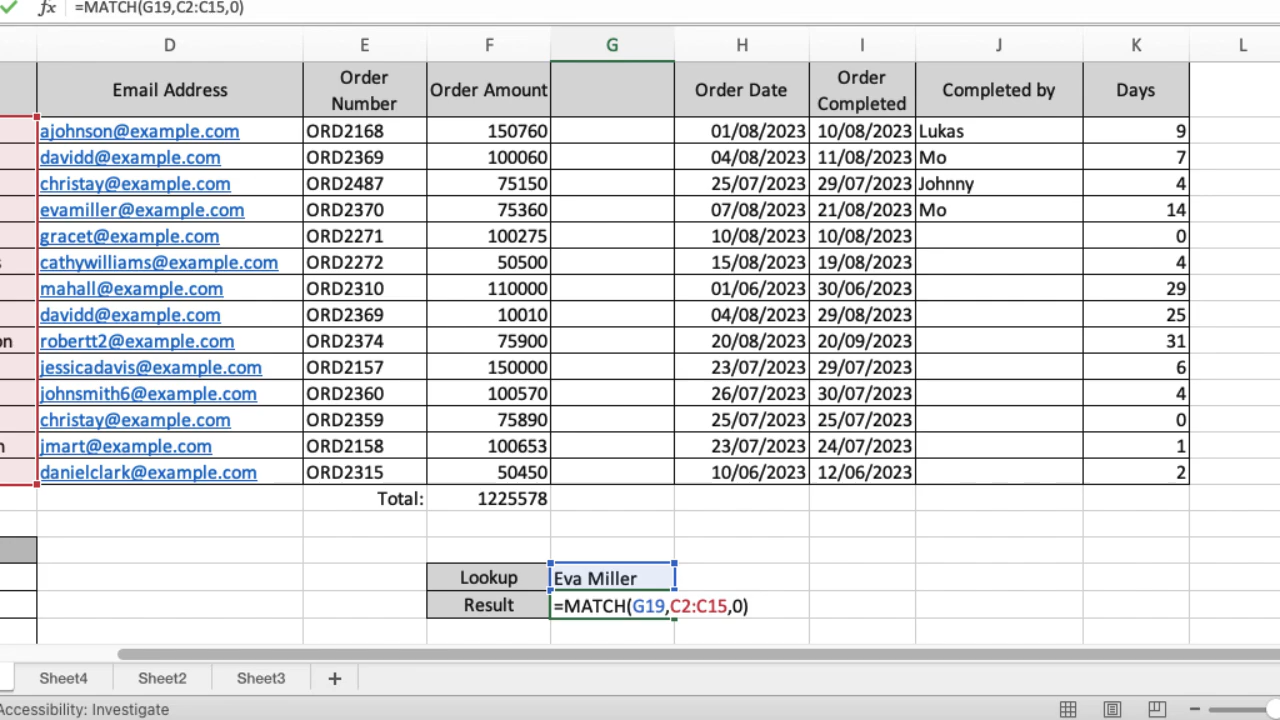 fx =MATCH(G19,C2:C15,0)
D E F G H I J K L
Email Address Order Number Order Amount Order Date Order Completed Completed by Days
ajohnson@example.com ORD2168 150760 01/08/2023 10/08/2023 Lukas 9
davidd@example.com ORD2369 100060 04/08/2023 11/08/2023 Mo 7
christay@example.com ORD2487 75150 25/07/2023 29/07/2023 Johnny 4
evamiller@example.com ORD2370 75360 07/08/2023 21/08/2023 Mo 14
gracet@example.com ORD2271 100275 10/08/2023 10/08/2023 0
s cathywilliams@example.com ORD2272 50500 15/08/2023 19/08/2023 4
mahall@example.com ORD2310 110000 01/06/2023 30/06/2023 29
davidd@example.com ORD2369 10010 04/08/2023 29/08/2023 25
on robertt2@example.com ORD2374 75900 20/08/2023 20/09/2023 31
jessicadavis@example.com ORD2157 150000 23/07/2023 29/07/2023 6
johnsmith6@example.com ORD2360 100570 26/07/2023 30/07/2023 4
christay@example.com ORD2359 75890 25/07/2023 25/07/2023 0
n jmart@example.com ORD2158 100653 23/07/2023 24/07/2023 1
danielclark@example.com ORD2315 50450 10/06/2023 12/06/2023 2
Total: 1225578
Lookup Eva Miller
Result =MATCH(G19,C2:C15,0)
Sheet4 Sheet2 Sheet3 +
Accessibility: Investigate